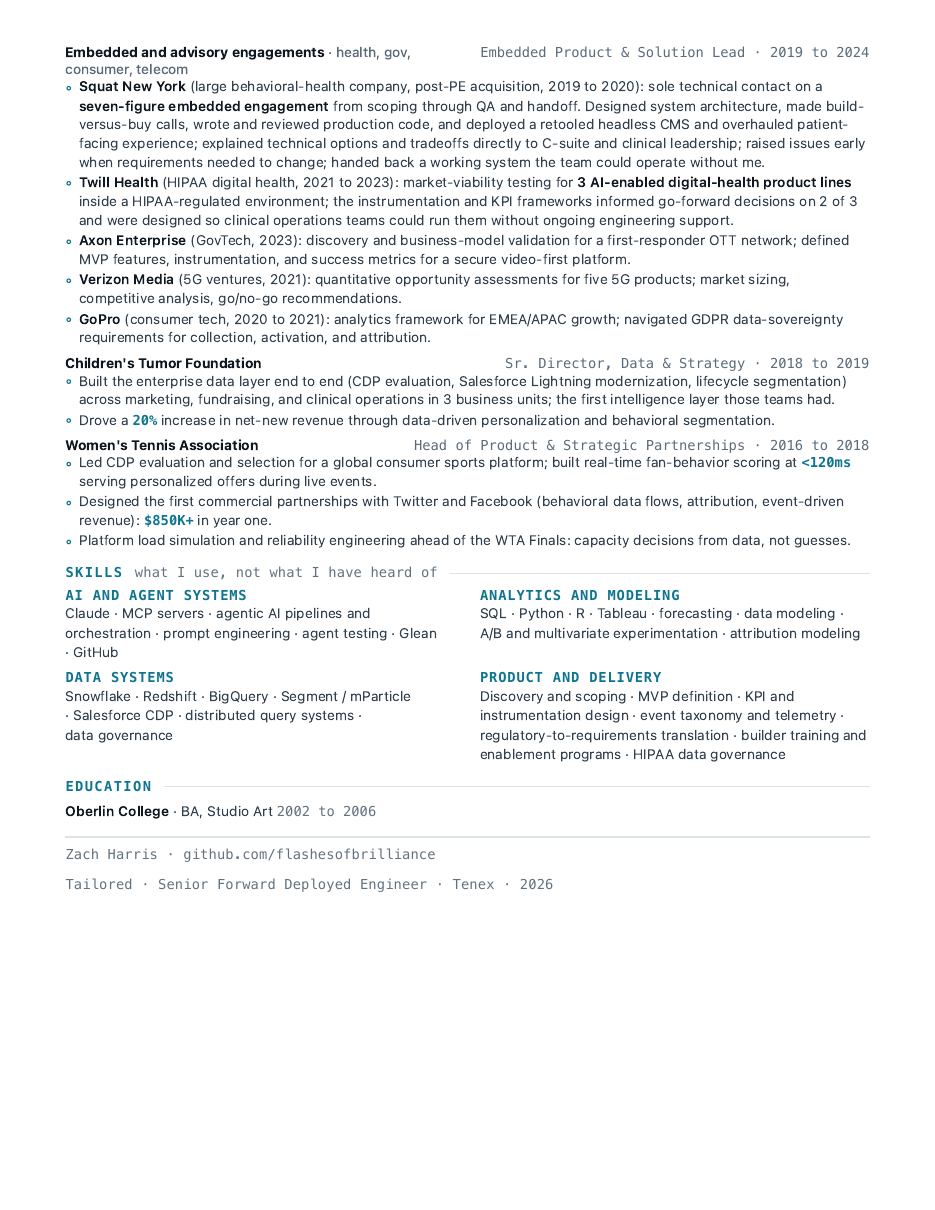 Embedded and advisory engagements · health, gov, consumer, telecom
Embedded Product & Solution Lead · 2019 to 2024
Squat New York (large behavioral-health company, post-PE acquisition, 2019 to 2020): sole technical contact on a
seven-figure embedded engagement from scoping through QA and handoff. Designed system architecture, made build-
versus-buy calls, wrote and reviewed production code, and deployed a retooled headless CMS and overhauled patient-
facing experience; explained technical options and tradeoffs directly to C-suite and clinical leadership; raised issues early
when requirements needed to change; handed back a working system the team could operate without me.
Twill Health (HIPAA digital health, 2021 to 2023): market-viability testing for 3 AI-enabled digital-health product lines
inside a HIPAA-regulated environment; the instrumentation and KPI frameworks informed go-forward decisions on 2 of 3
and were designed so clinical operations teams could run them without ongoing engineering support.
Axon Enterprise (GovTech, 2023): discovery and business-model validation for a first-responder OTT network; defined
MVP features, instrumentation, and success metrics for a secure video-first platform.
Verizon Media (5G ventures, 2021): quantitative opportunity assessments for five 5G products; market sizing,
competitive analysis, go/no-go recommendations.
GoPro (consumer tech, 2020 to 2021): analytics framework for EMEA/APAC growth; navigated GDPR data-sovereignty
requirements for collection, activation, and attribution.
Children's Tumor Foundation
Sr. Director, Data & Strategy · 2018 to 2019
Built the enterprise data layer end to end (CDP evaluation, Salesforce Lightning modernization, lifecycle segmentation)
across marketing, fundraising, and clinical operations in 3 business units; the first intelligence layer those teams had.
Drove a 20% increase in net-new revenue through data-driven personalization and behavioral segmentation.
Women's Tennis Association
Head of Product & Strategic Partnerships · 2016 to 2018
Led CDP evaluation and selection for a global consumer sports platform; built real-time fan-behavior scoring at <120ms
serving personalized offers during live events.
Designed the first commercial partnerships with Twitter and Facebook (behavioral data flows, attribution, event-driven
revenue): $850K+ in year one.
Platform load simulation and reliability engineering ahead of the WTA Finals: capacity decisions from data, not guesses.
SKILLS what I use, not what I have heard of
AI AND AGENT SYSTEMS
Claude · MCP servers · agentic AI pipelines and
orchestration · prompt engineering · agent testing · Glean
· GitHub
ANALYTICS AND MODELING
SQL · Python · R · Tableau · forecasting · data modeling ·
A/B and multivariate experimentation · attribution modeling
DATA SYSTEMS
Snowflake · Redshift · BigQuery · Segment / mParticle
· Salesforce CDP · distributed query systems ·
data governance
PRODUCT AND DELIVERY
Discovery and scoping · MVP definition · KPI and
instrumentation design · event taxonomy and telemetry ·
regulatory-to-requirements translation · builder training and
enablement programs · HIPAA data governance
EDUCATION
Oberlin College · BA, Studio Art 2002 to 2006
Zach Harris · github.com/flashesofbrilliance
Tailored · Senior Forward Deployed Engineer · Tenex · 2026